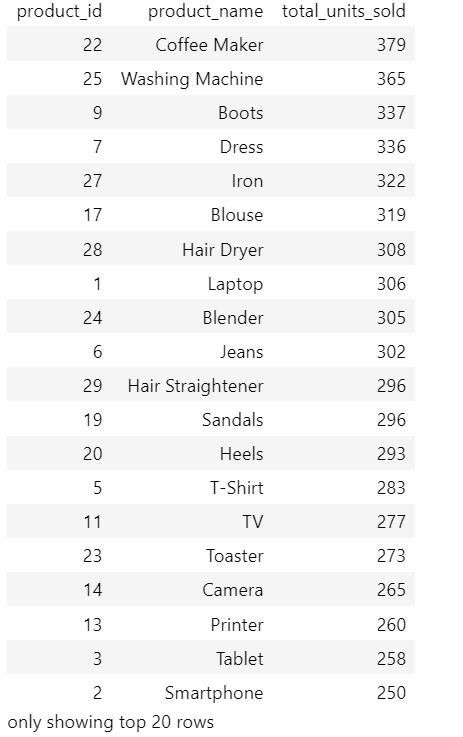 product_id product_name total_units_sold
22 Coffee Maker 379
25 Washing Machine 365
9 Boots 337
7 Dress 336
27 Iron 322
17 Blouse 319
28 Hair Dryer 308
1 Laptop 306
24 Blender 305
6 Jeans 302
29 Hair Straightener 296
19 Sandals 296
20 Heels 293
5 T-Shirt 283
11 TV 277
23 Toaster 273
14 Camera 265
13 Printer 260
3 Tablet 258
2 Smartphone 250
only showing top 20 rows